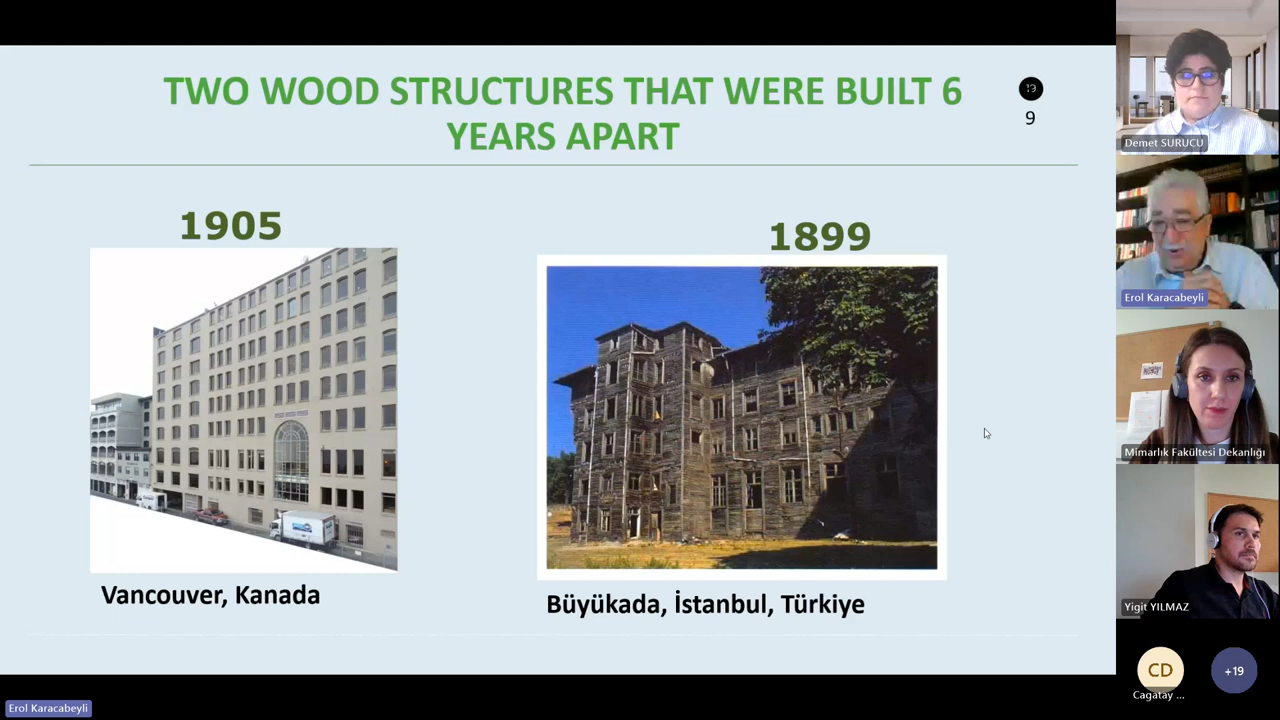 TWO WOOD STRUCTURES THAT WERE BUILT 6
YEARS APART
9
1905
1899
Vancouver, Kanada
Büyükada, İstanbul, Türkiye
Demet SURUCU
Erol Karacabeyli
Mimarlık Fakültesi Dekanlığı
Yigit YILMAZ
CD
Cagatay ...
+19
Erol Karacabeyli